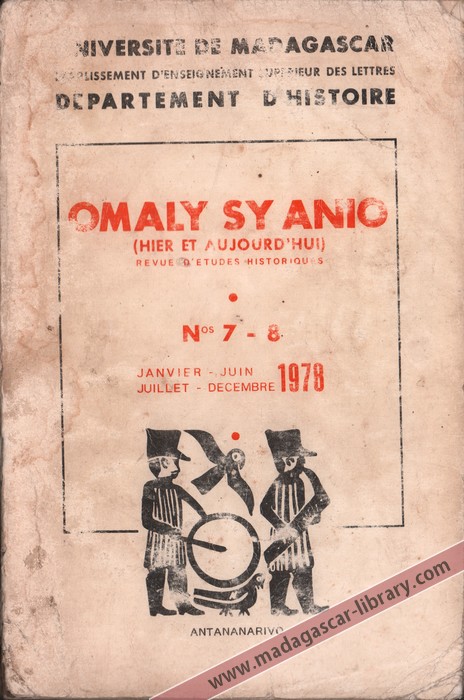 NIVERSITE DE MADAGASCAR
ETABLISSEMENT D'ENSEIGNEMENT SUPERIEUR DES LETTRES
DEPARTEMENT D'HISTOIRE
OMALY SY ANIO
(HIER ET AUJOURD'HUI)
REVUE D'ETUDES HISTORIQUES
Nos 7 - 8
JANVIER - JUIN
JUILLET - DECEMBRE 1978
ANTANANARIVO
www.madagascar-library.com